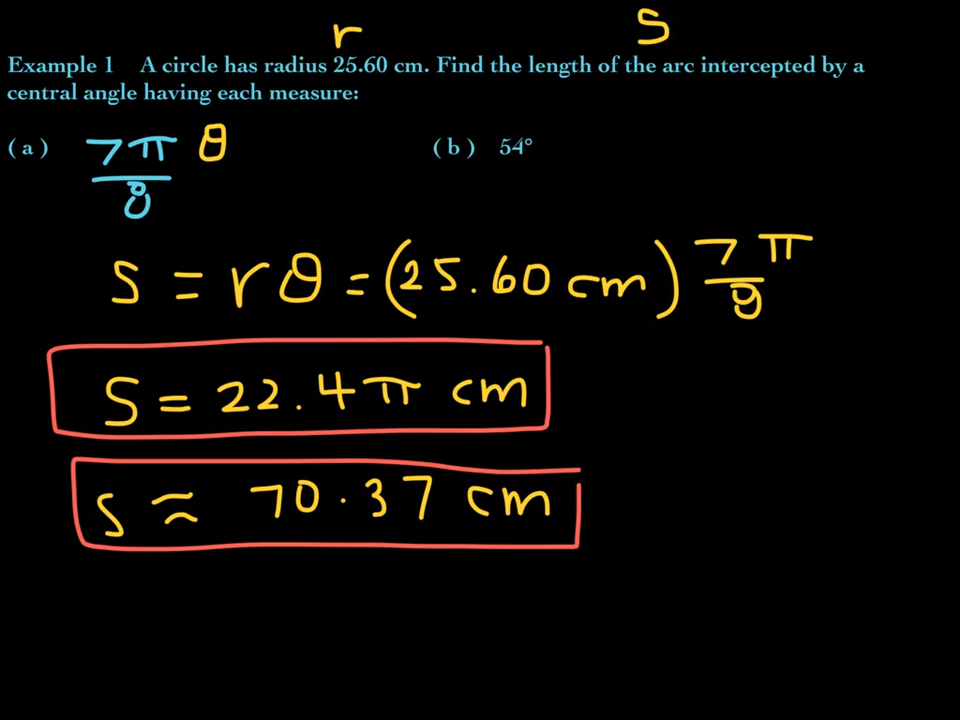 r s
Example 1 A circle has radius 25.60 cm. Find the length of the arc intercepted by a
central angle having each measure:
( a ) 7π/8 θ ( b ) 54°
s = rθ = (25.60 cm) 7π/8
S = 22.4π cm
s ≈ 70.37 cm